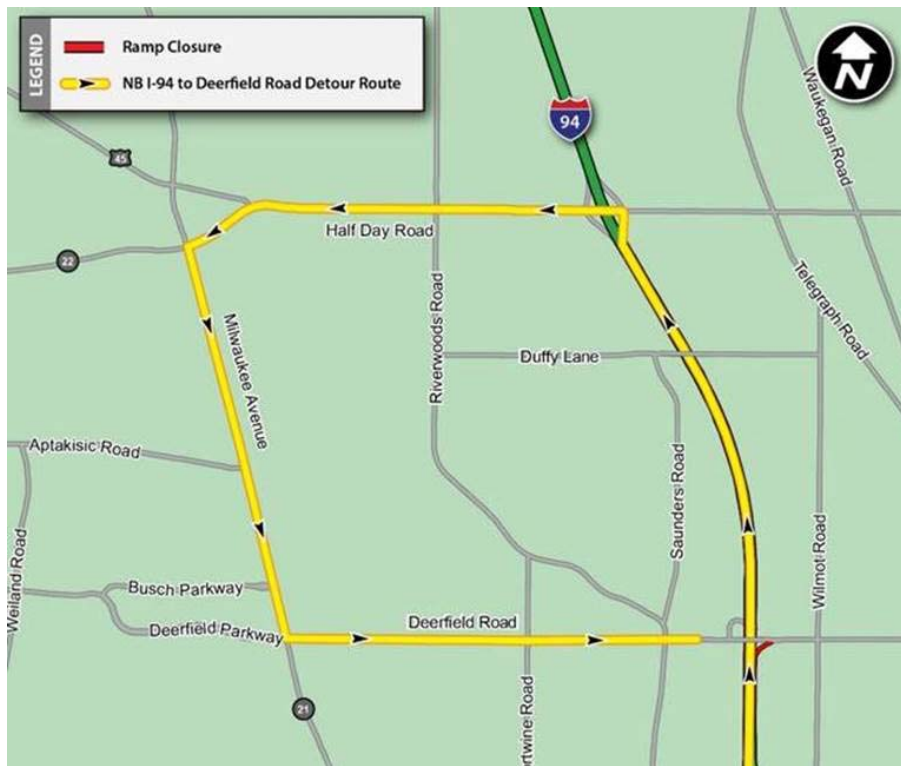 LEGEND
Ramp Closure
NB I-94 to Deerfield Road Detour Route
N
94
45
Waukegan Road
Half Day Road
22
Telegraph Road
Riverwoods Road
Milwaukee Avenue
Duffy Lane
Aptakisic Road
Saunders Road
Weiland Road
Wilmot Road
Busch Parkway
Deerfield Road
Deerfield Parkway
21
ortwine Road